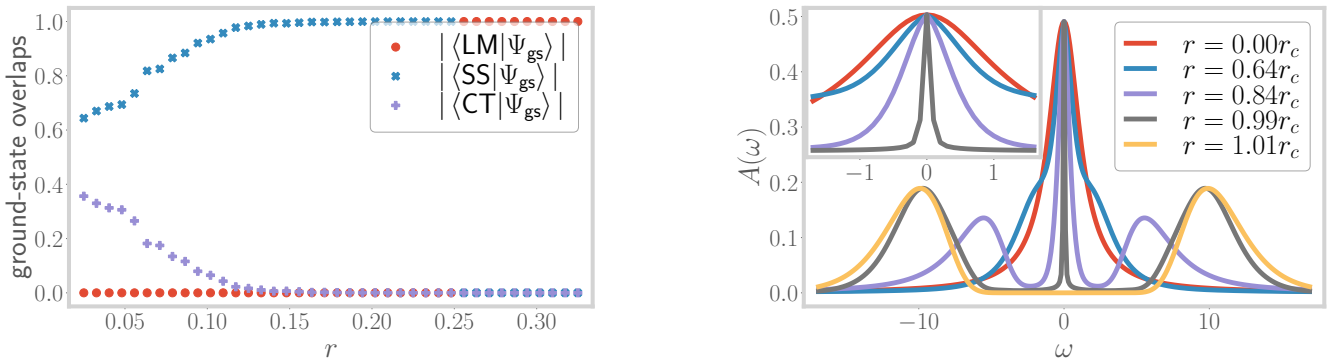 ground-state overlaps
1.0
0.8
0.6
0.4
0.2
0.0
0.05
0.10
0.15
0.20
0.25
0.30
r
|⟨LM|Ψgs⟩|
|⟨SS|Ψgs⟩|
|⟨CT|Ψgs⟩|
A(ω)
0.5
0.4
0.3
0.2
0.1
0.0
−1
0
1
−10
0
10
ω
r = 0.00rc
r = 0.64rc
r = 0.84rc
r = 0.99rc
r = 1.01rc